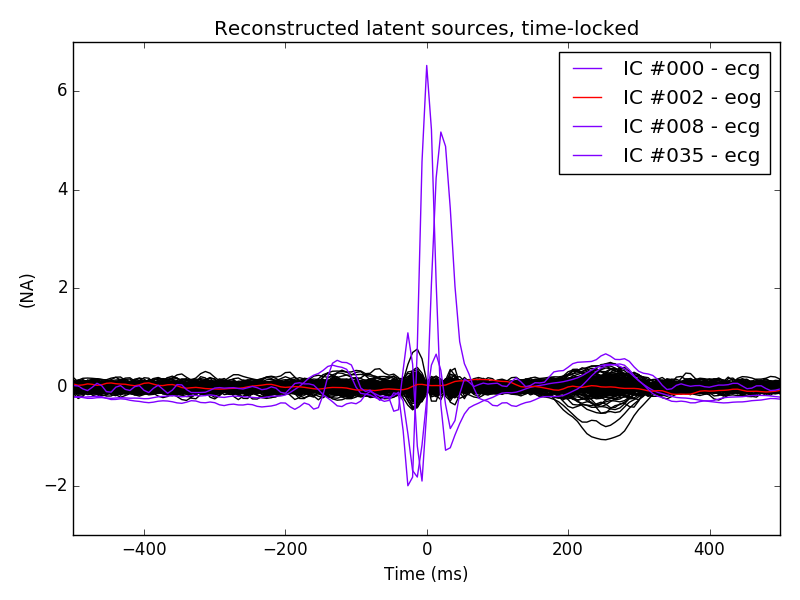 Reconstructed latent sources, time-locked
IC #000 - ecg
IC #002 - eog
IC #008 - ecg
IC #035 - ecg
6
4
2
0
−2
(NA)
−400
−200
0
200
400
Time (ms)